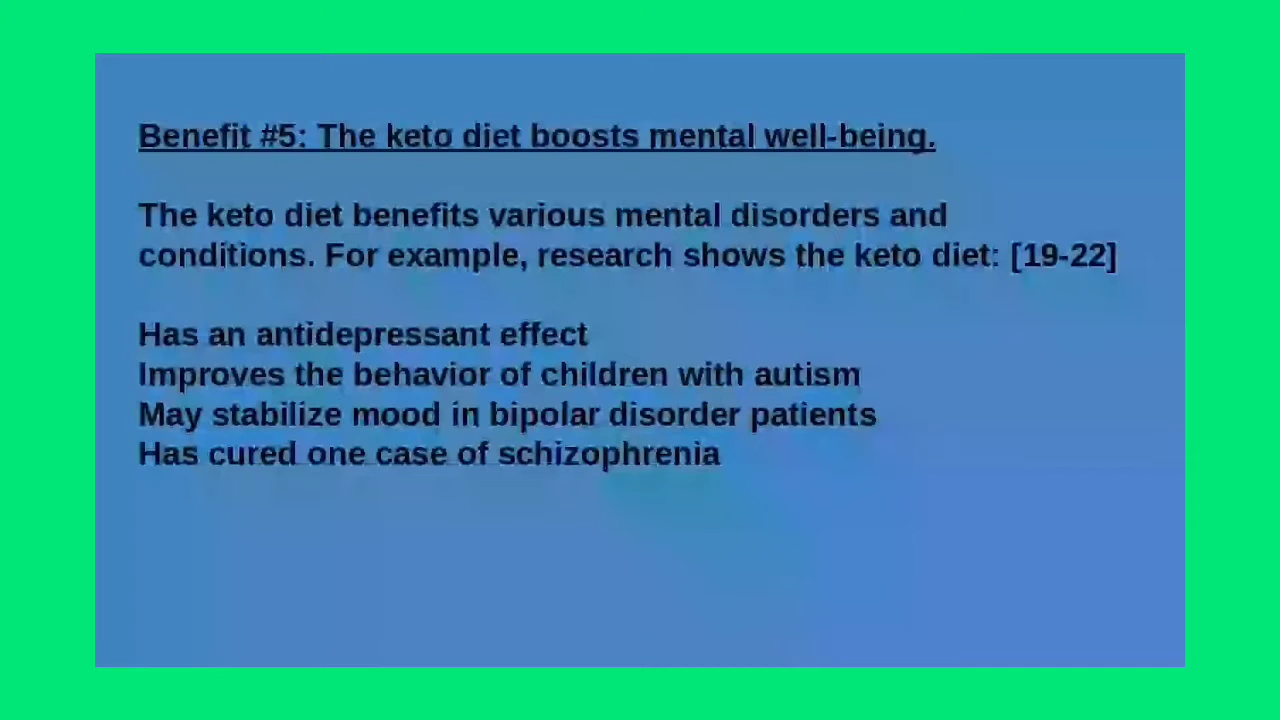 Benefit #5: The keto diet boosts mental well-being.
The keto diet benefits various mental disorders and
conditions. For example, research shows the keto diet: [19-22]
Has an antidepressant effect
Improves the behavior of children with autism
May stabilize mood in bipolar disorder patients
Has cured one case of schizophrenia